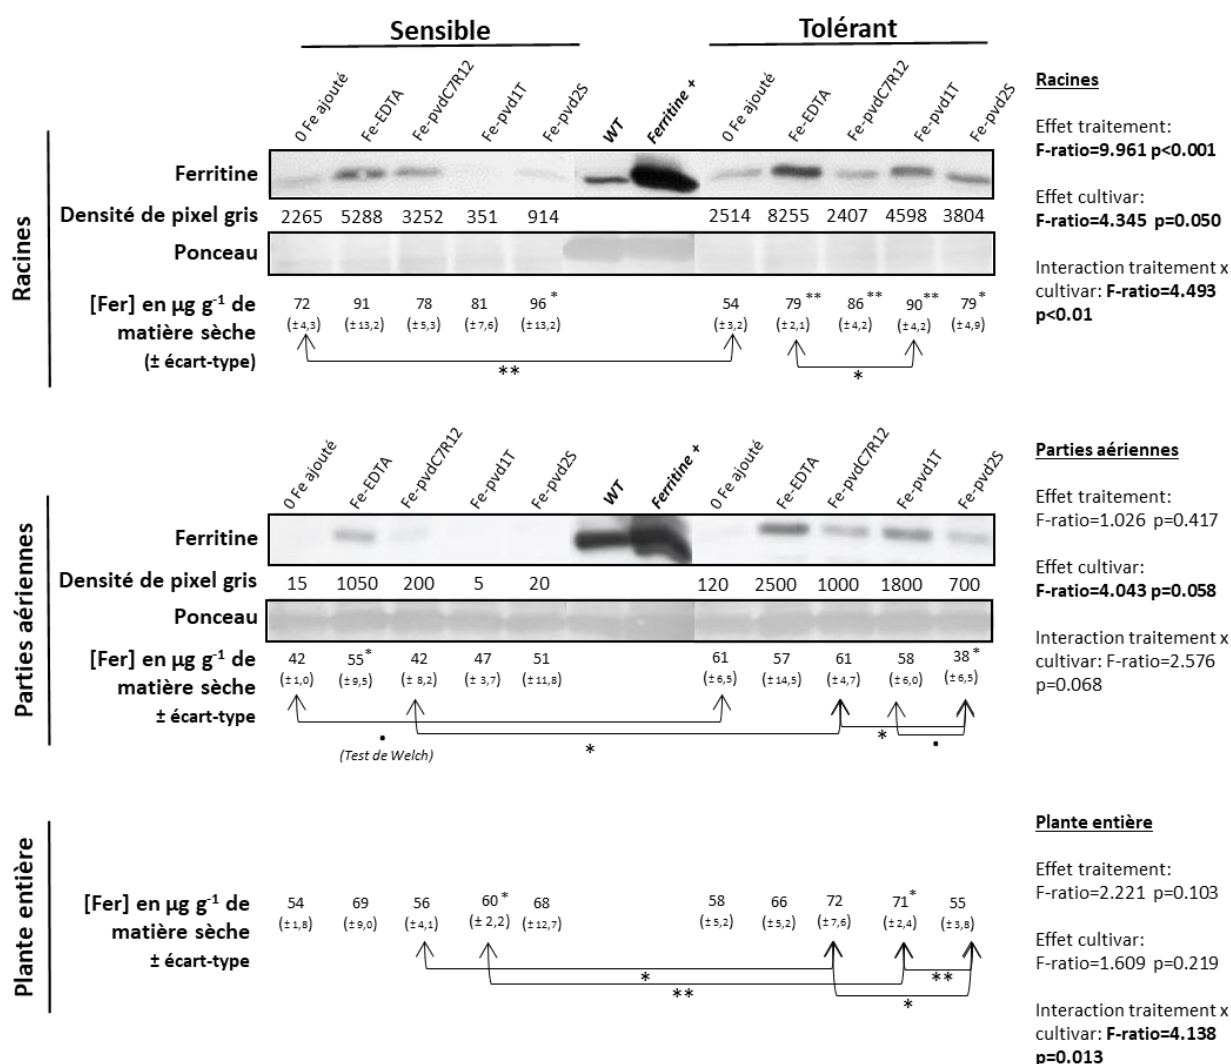 Sensible
Tolérant
0 Fe ajouté
Fe-EDTA
Fe-pvdC7R12
Fe-pvd1T
Fe-pvd2S
WT
Ferritine +
0 Fe ajouté
Fe-EDTA
Fe-pvdC7R12
Fe-pvd1T
Fe-pvd2S
Racines
Ferritine
Densité de pixel gris
2265 5288 3252 351 914 2514 8255 2407 4598 3804
Ponceau
[Fer] en µg g-1 de
matière sèche
(± écart-type)
72 91 78 81 96 * 54 79 ** 86 ** 90 ** 79 *
(± 4,3) (± 13,2) (± 5,3) (± 7,6) (± 13,2) (± 3,2) (± 2,1) (± 4,2) (± 4,2) (± 4,9)
** *
Racines
Effet traitement:
F-ratio=9.961 p<0.001
Effet cultivar:
F-ratio=4.345 p=0.050
Interaction traitement x
cultivar: F-ratio=4.493
p<0.01
0 Fe ajouté
Fe-EDTA
Fe-pvdC7R12
Fe-pvd1T
Fe-pvd2S
WT
Ferritine +
0 Fe ajouté
Fe-EDTA
Fe-pvdC7R12
Fe-pvd1T
Fe-pvd2S
Parties aériennes
Ferritine
Densité de pixel gris
15 1050 200 5 20 120 2500 1000 1800 700
Ponceau
[Fer] en µg g-1 de
matière sèche
± écart-type
42 55 * 42 47 51 61 57 61 58 38 *
(± 1,0) (± 9,5) (± 8,2) (± 3,7) (± 11,8) (± 6,5) (± 14,5) (± 4,7) (± 6,0) (± 6,5)
• * * •
(Test de Welch)
Parties aériennes
Effet traitement:
F-ratio=1.026 p=0.417
Effet cultivar:
F-ratio=4.043 p=0.058
Interaction traitement x
cultivar: F-ratio=2.576
p=0.068
Plante entière
[Fer] en µg g-1 de
matière sèche
± écart-type
54 69 56 60 * 68 58 66 72 71 * 55
(± 1,8) (± 9,0) (± 4,1) (± 2,2) (± 12,7) (± 5,2) (± 5,2) (± 7,6) (± 2,4) (± 3,8)
* **
** *
Plante entière
Effet traitement:
F-ratio=2.221 p=0.103
Effet cultivar:
F-ratio=1.609 p=0.219
Interaction traitement x
cultivar: F-ratio=4.138
p=0.013